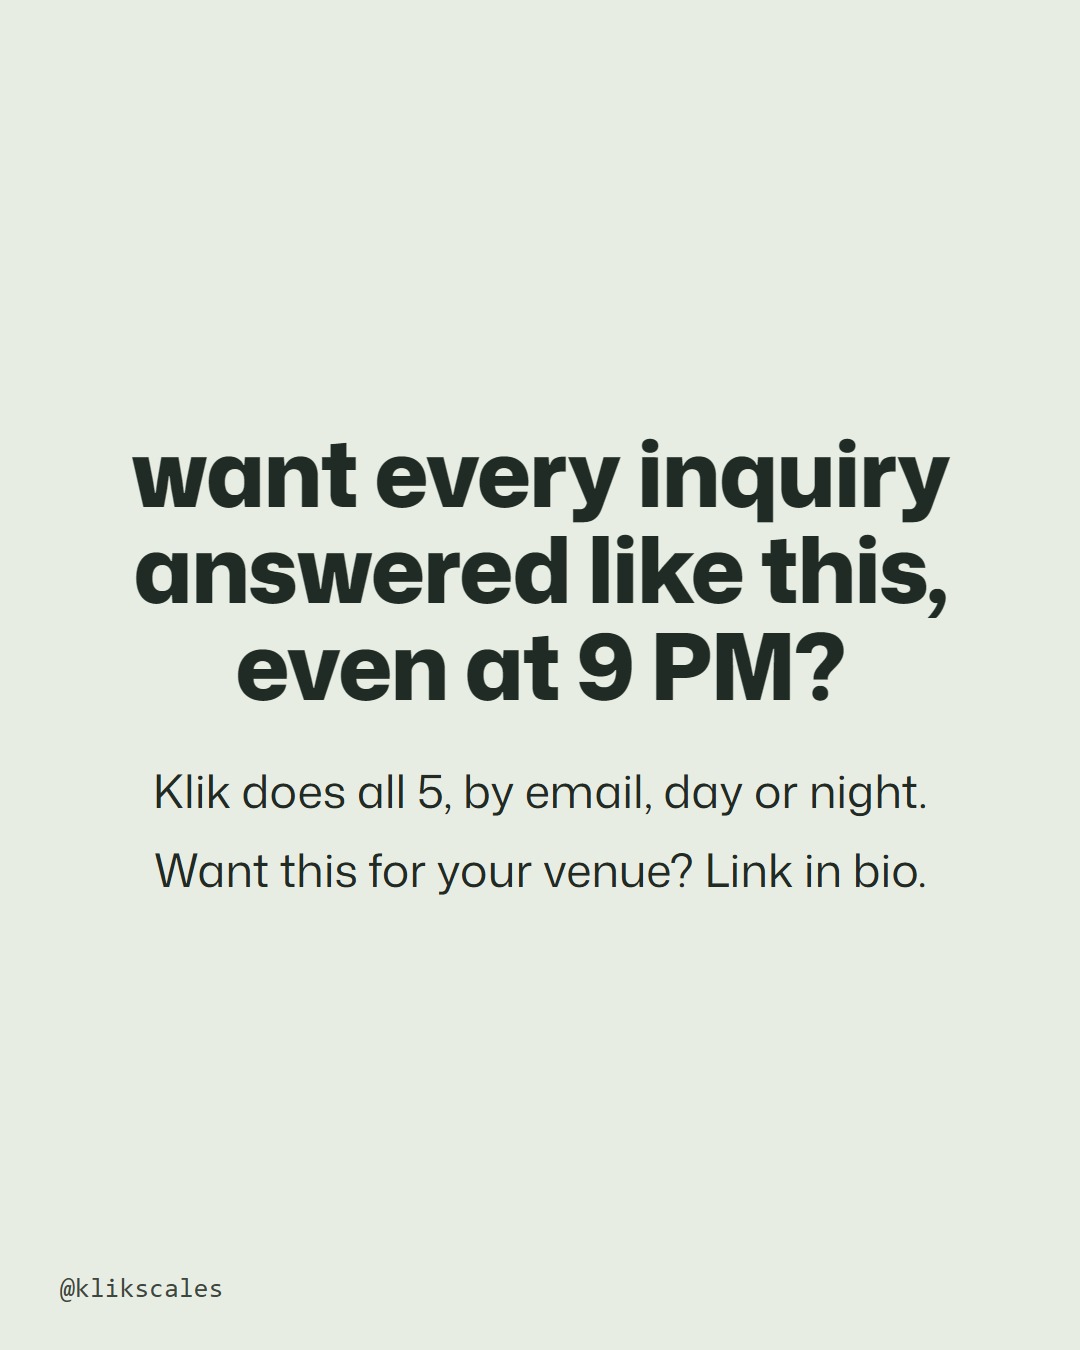 want every inquiry
answered like this,
even at 9 PM?
Klik does all 5, by email, day or night.
Want this for your venue? Link in bio.
@klikscales